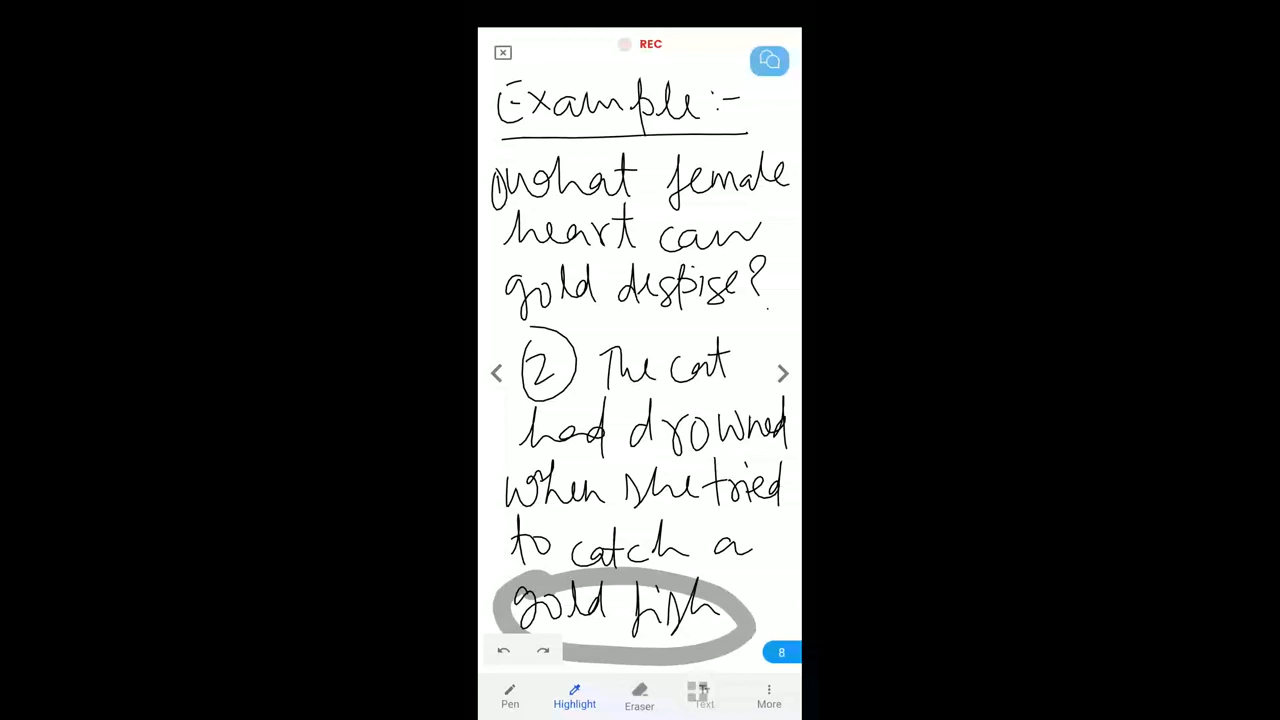 REC
Example:-
① What female
heart can
gold despise?
② The cat
had drowned
when she tried
to catch a
gold fish
8
Pen Highlight Eraser Text More